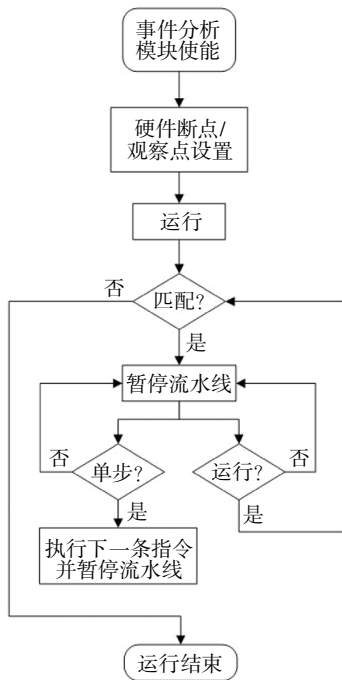 事件分析
模块使能
硬件断点/
观察点设置
运行
否
匹配?
是
暂停流水线
否
单步?
运行?
否
是
是
执行下一条指令
并暂停流水线
运行结束